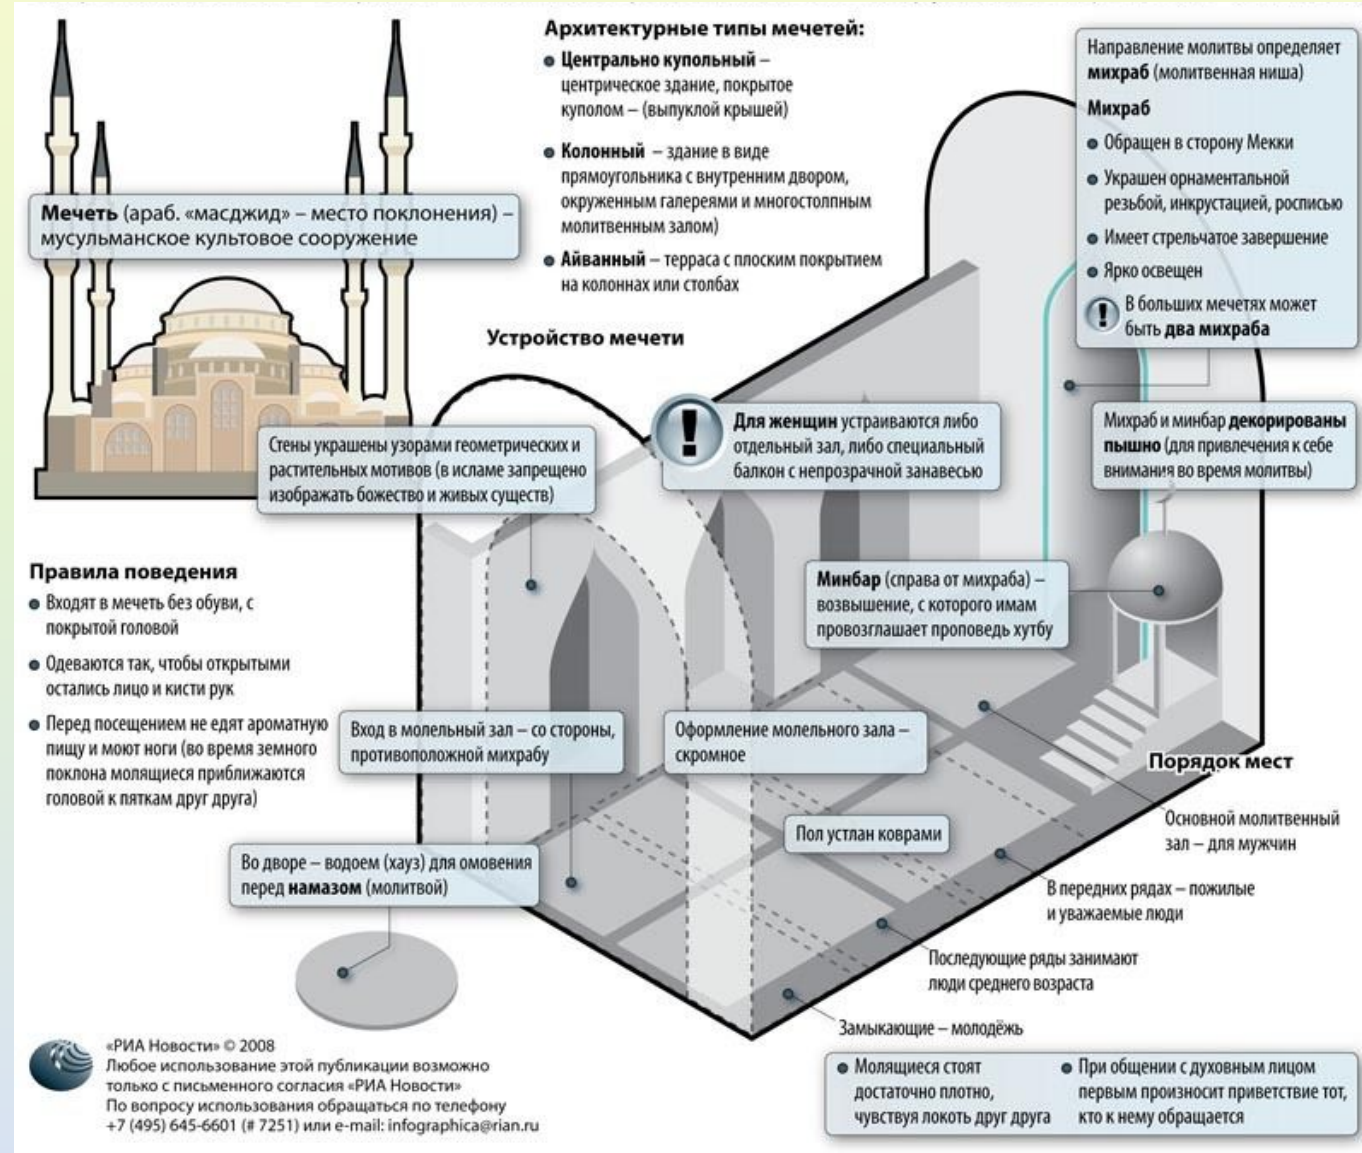 Архитектурные типы мечетей:
Центрально купольный –
центрическое здание, покрытое
куполом – (выпуклой крышей)
Колонный – здание в виде
прямоугольника с внутренним двором,
окруженным галереями и многостолпным
молитвенным залом)
Айванный – терраса с плоским покрытием
на колоннах или столбах
Направление молитвы определяет
михраб (молитвенная ниша)
Михраб
Обращен в сторону Мекки
Украшен орнаментальной
резьбой, инкрустацией, росписью
Имеет стрельчатое завершение
Ярко освещен
! В больших мечетях может
быть два михраба
Мечеть (араб. «масджид» – место поклонения) –
мусульманское культовое сооружение
Устройство мечети
Стены украшены узорами геометрических и
растительных мотивов (в исламе запрещено
изображать божество и живых существ)
! Для женщин устраиваются либо
отдельный зал, либо специальный
балкон с непрозрачной занавесью
Михраб и минбар декорированы
пышно (для привлечения к себе
внимания во время молитвы)
Минбар (справа от михраба) –
возвышение, с которого имам
провозглашает проповедь хутбу
Правила поведения
Входят в мечеть без обуви, с
покрытой головой
Одеваются так, чтобы открытыми
остались лицо и кисти рук
Перед посещением не едят ароматную
пищу и моют ноги (во время земного
поклона молящиеся приближаются
головой к пяткам друг друга)
Вход в молельный зал – со стороны,
противоположной михрабу
Оформление молельного зала –
скромное
Пол устлан коврами
Во дворе – водоем (хауз) для омовения
перед намазом (молитвой)
Порядок мест
Основной молитвенный
зал – для мужчин
В передних рядах – пожилые
и уважаемые люди
Последующие ряды занимают
люди среднего возраста
Замыкающие – молодёжь
Молящиеся стоят
достаточно плотно,
чувствуя локоть друг друга
При общении с духовным лицом
первым произносит приветствие тот,
кто к нему обращается
«РИА Новости» © 2008
Любое использование этой публикации возможно
только с письменного согласия «РИА Новости»
По вопросу использования обращаться по телефону
+7 (495) 645-6601 (# 7251) или e-mail: infographica@rian.ru